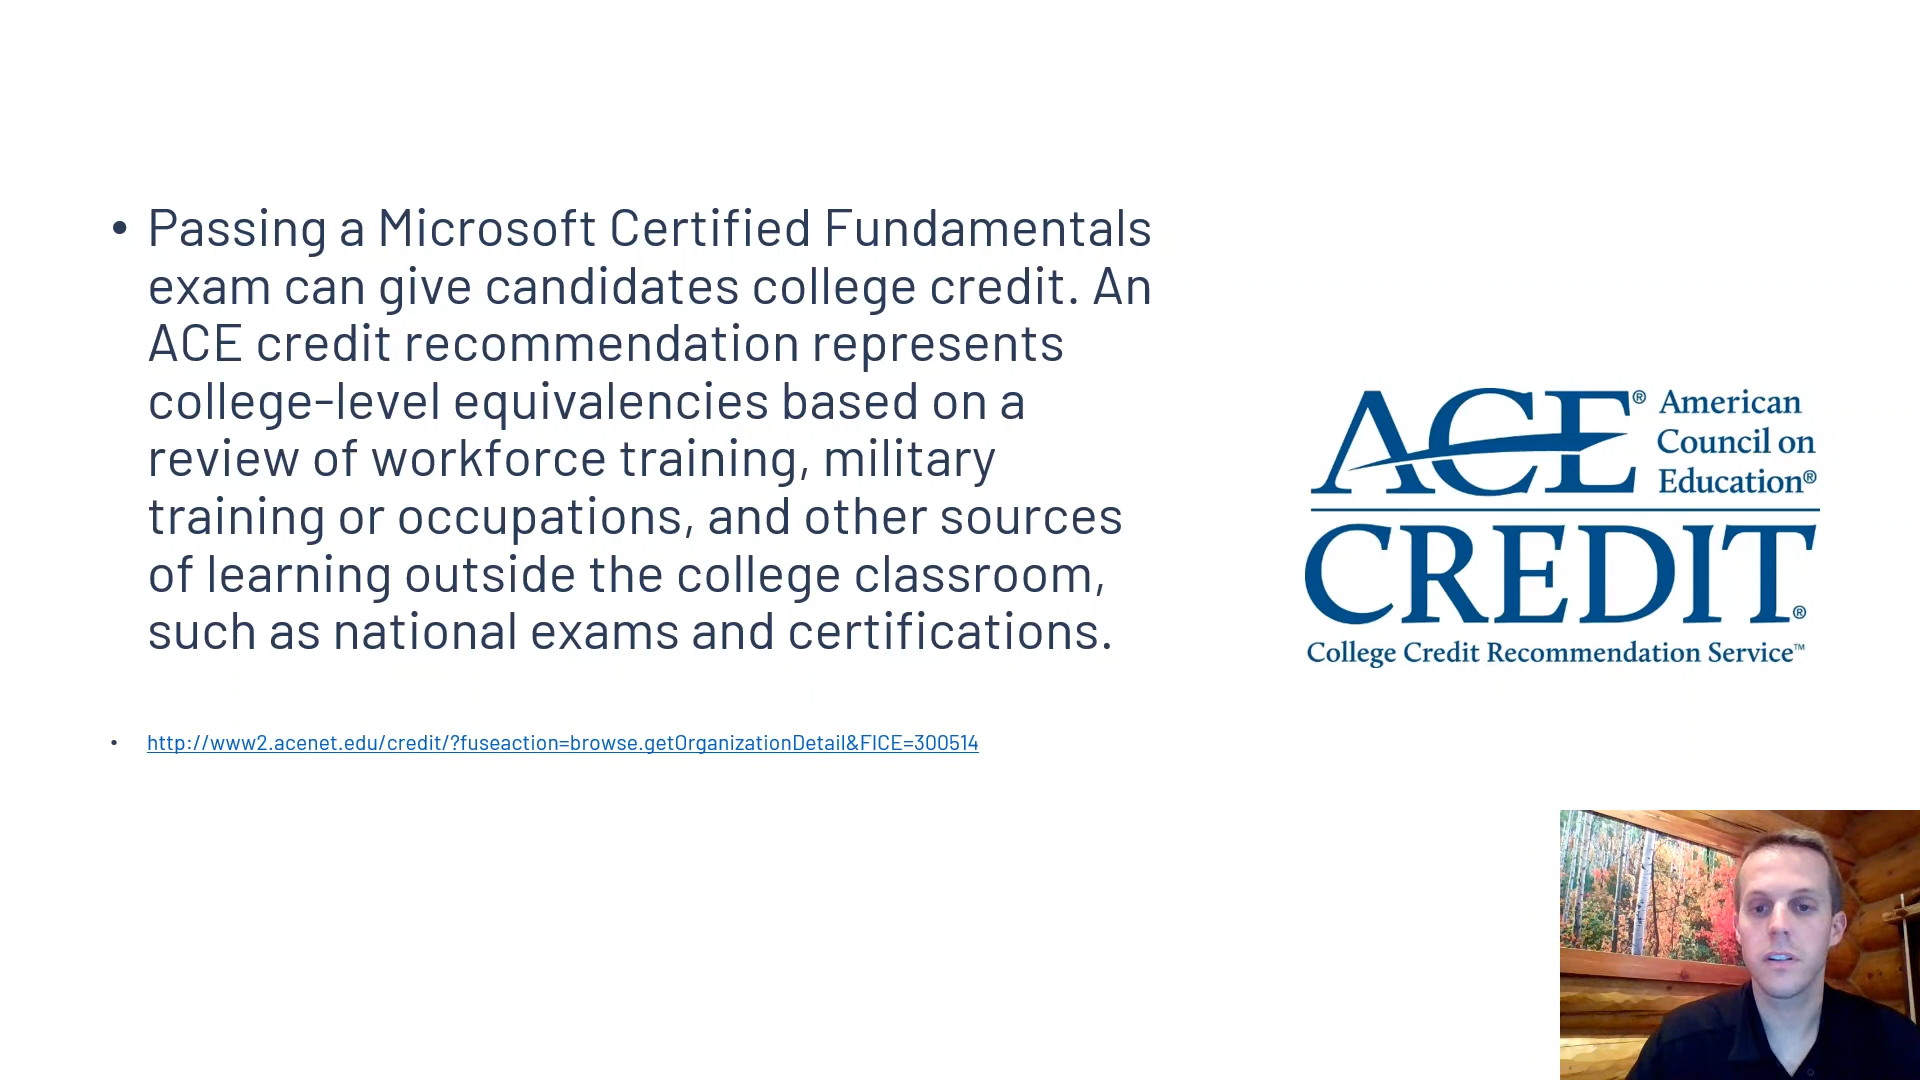 • Passing a Microsoft Certified Fundamentals
exam can give candidates college credit. An
ACE credit recommendation represents
college-level equivalencies based on a
review of workforce training, military
training or occupations, and other sources
of learning outside the college classroom,
such as national exams and certifications.
• http://www2.acenet.edu/credit/?fuseaction=browse.getOrganizationDetail&FICE=300514
ACE® American
Council on
Education®
CREDIT®
College Credit Recommendation Service™